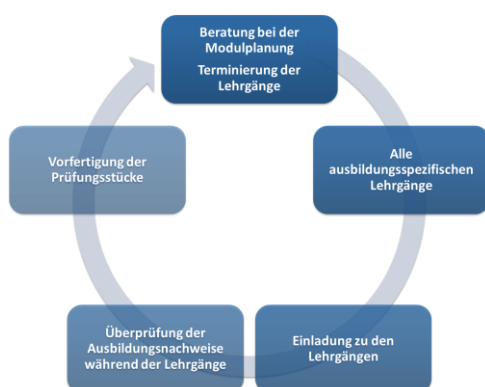 Beratung bei der
Modulplanung
Terminierung der
Lehrgänge
Alle
ausbildungsspezifischen
Lehrgänge
Einladung zu den
Lehrgängen
Überprüfung der
Ausbildungsnachweise
während der Lehrgänge
Vorfertigung der
Prüfungsstücke